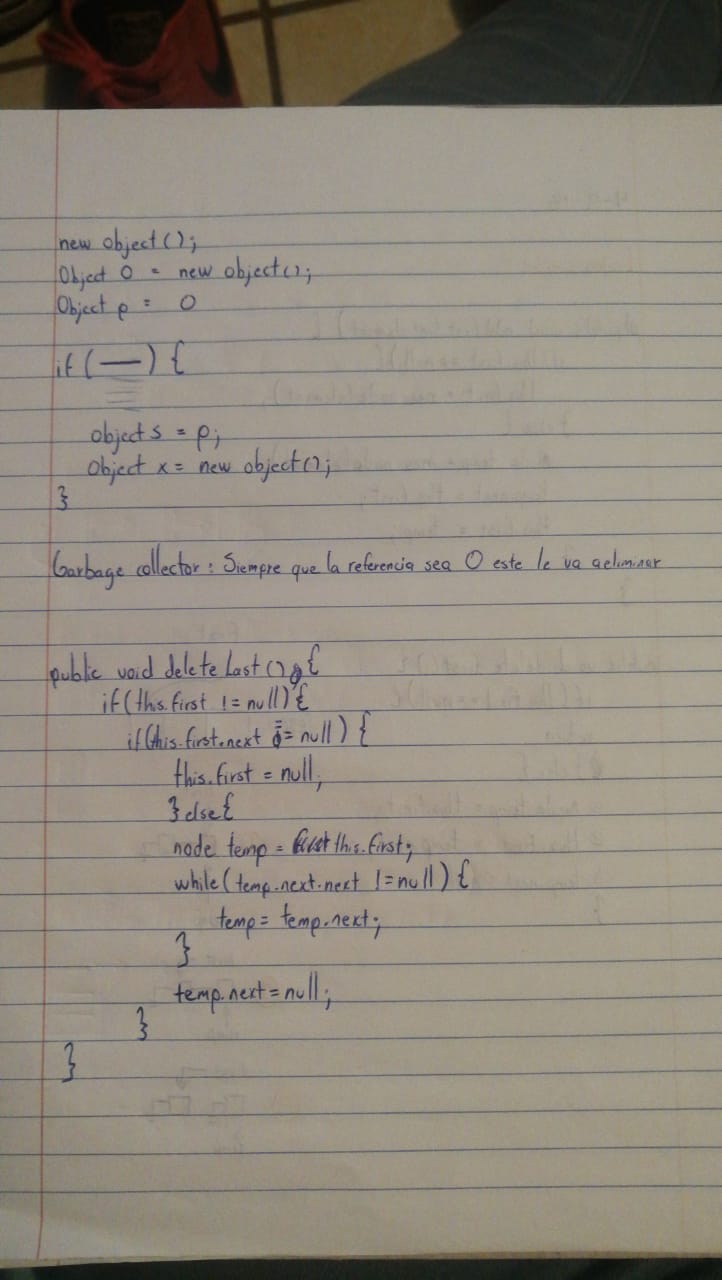 new object();
Object O = new object();
Object p = O
if (—) {
object s = p;
Object x = new object();
}
Garbage collector: Siempre que la referencia sea O este le va a eliminar
public void delete Last () {
if (this.first != null) {
if (this.first.next == null) {
this.first = null;
} else {
node temp = this.first;
while (temp.next.next != null) {
temp = temp.next;
}
temp.next = null;
}
}